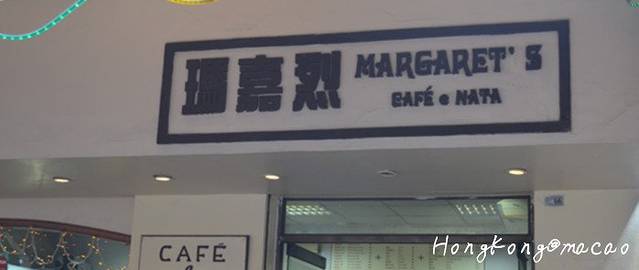 瑪嘉烈 MARGARET'S
CAFÉ e NATA
CAFÉ
HongKong@macao